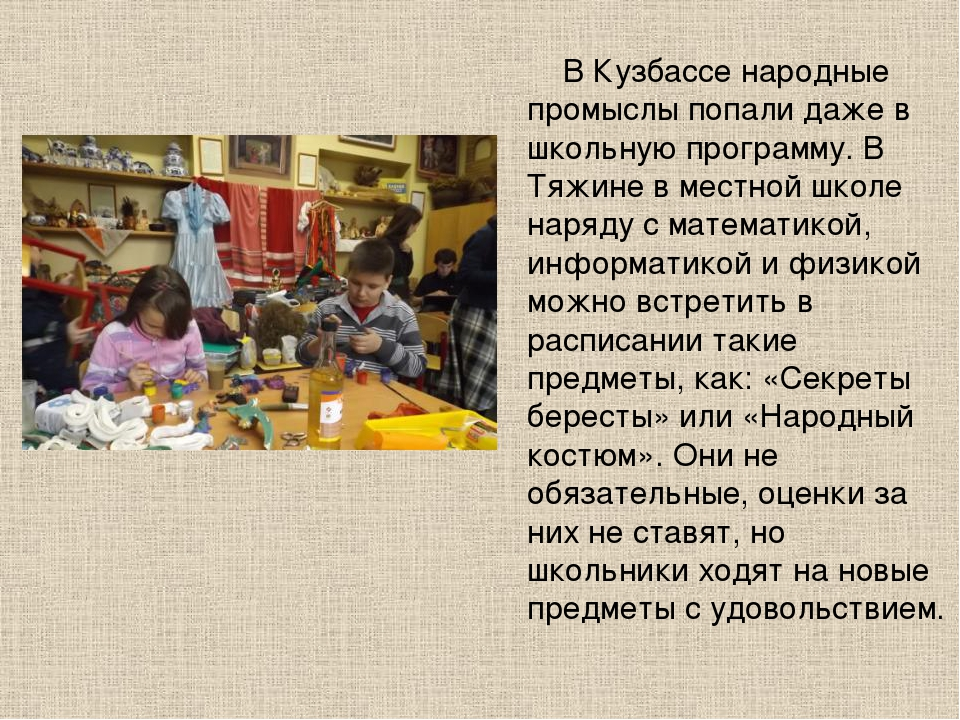 В Кузбассе народные
промыслы попали даже в
школьную программу. В
Тяжине в местной школе
наряду с математикой,
информатикой и физикой
можно встретить в
расписании такие
предметы, как: «Секреты
бересты» или «Народный
костюм». Они не
обязательные, оценки за
них не ставят, но
школьники ходят на новые
предметы с удовольствием.